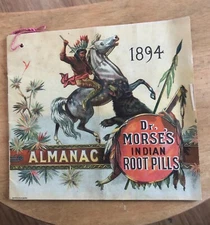 1894
ALMANAC
Dr.
MORSE'S
INDIAN
ROOT PILLS